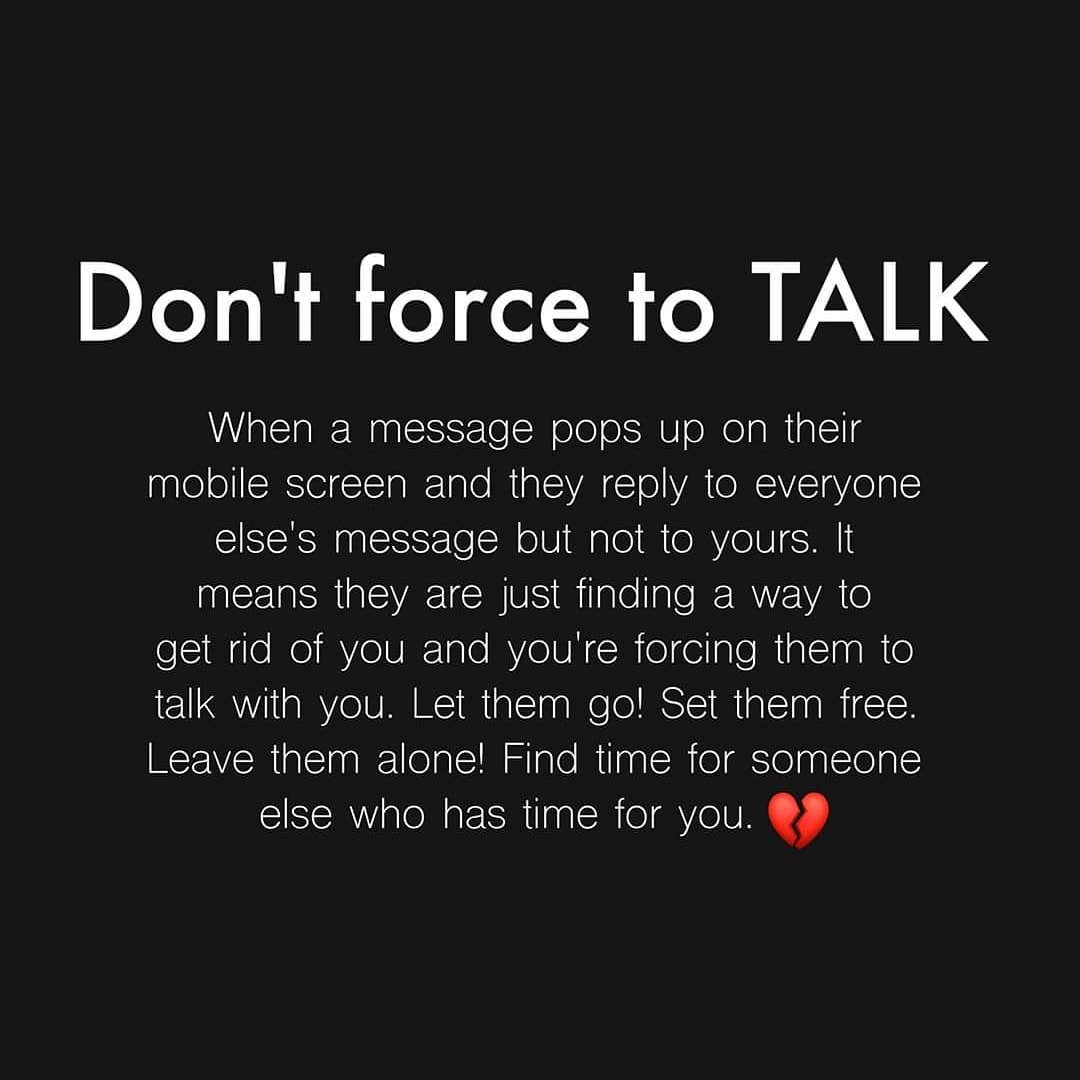 Don't force to TALK
When a message pops up on their
mobile screen and they reply to everyone
else's message but not to yours. It
means they are just finding a way to
get rid of you and you're forcing them to
talk with you. Let them go! Set them free.
Leave them alone! Find time for someone
else who has time for you. 💔